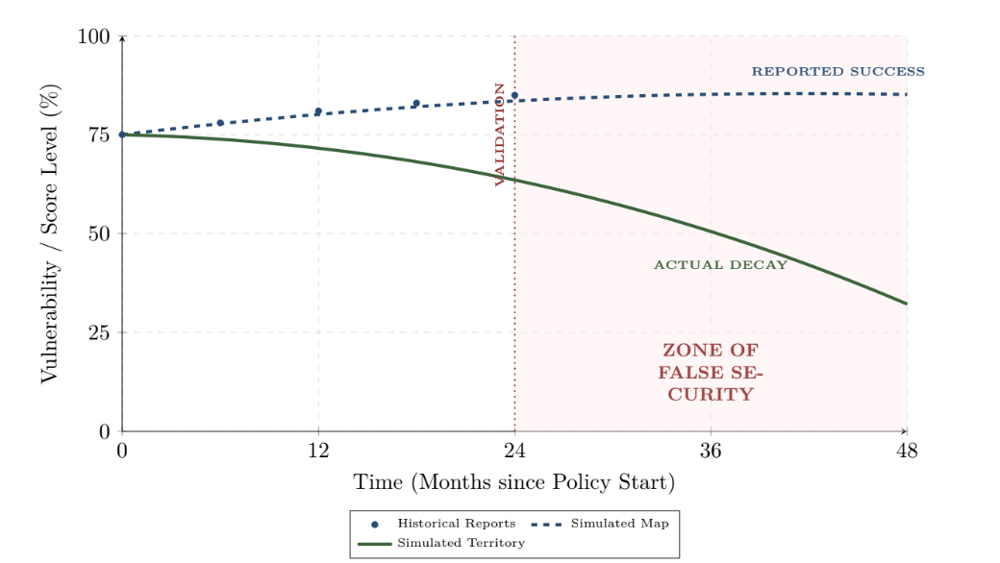 100
REPORTED SUCCESS
VALIDATION
75
Vulnerability / Score Level (%)
50
ACTUAL DECAY
25
ZONE OF
FALSE SE-
CURITY
0
0 12 24 36 48
Time (Months since Policy Start)
Historical Reports Simulated Map
Simulated Territory